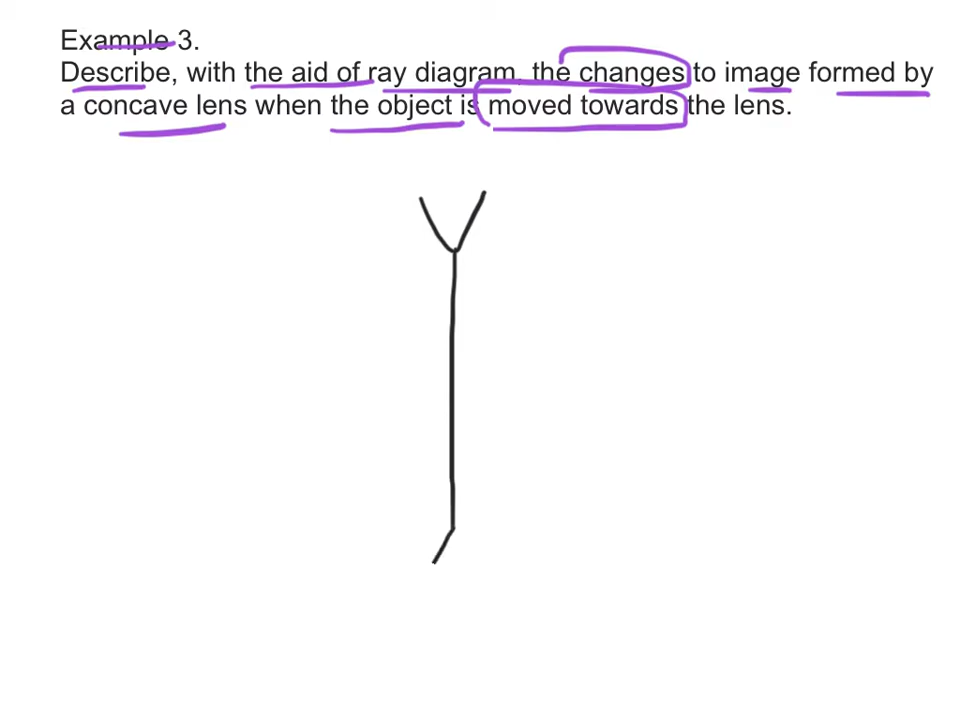 Example 3.
Describe, with the aid of ray diagram, the changes to image formed by
a concave lens when the object is moved towards the lens.